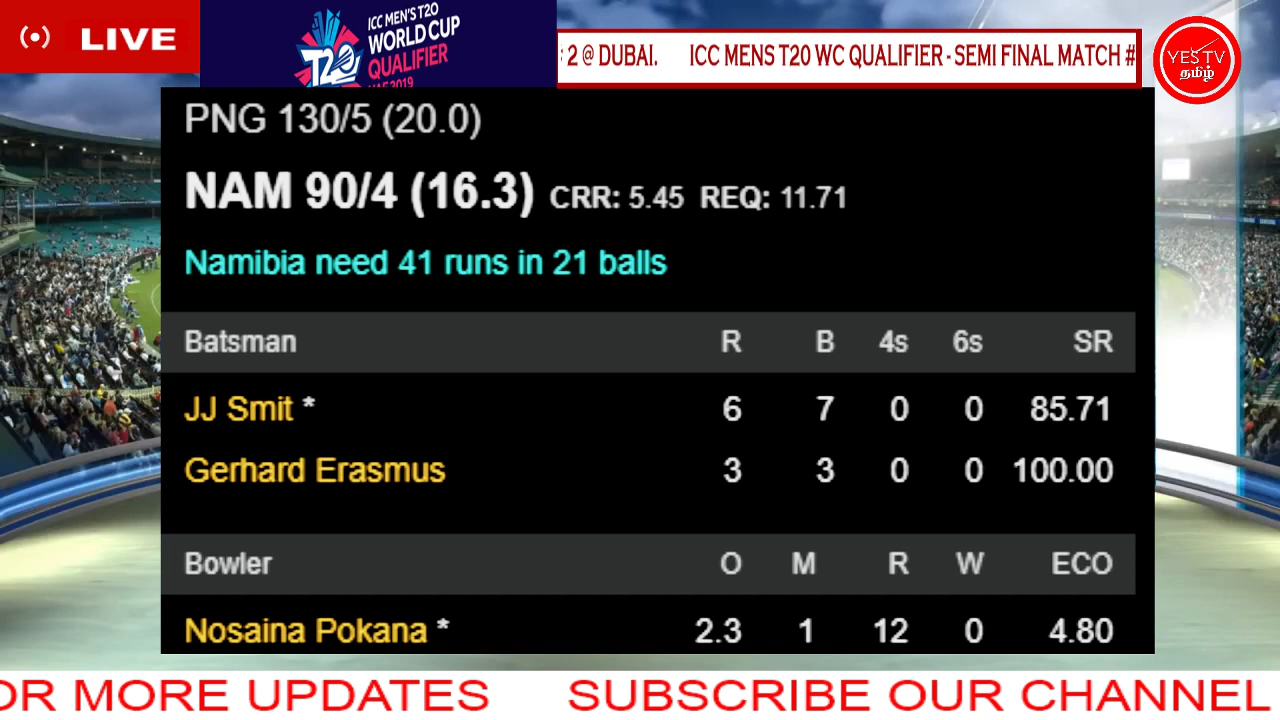 LIVE
ICC MEN'S T20
WORLD CUP
QUALIFIER
UAE 2019
T20
2 @ DUBAI. ICC MENS T20 WC QUALIFIER - SEMI FINAL MATCH #
YES TV
தமிழ்
PNG 130/5 (20.0)
NAM 90/4 (16.3) CRR: 5.45 REQ: 11.71
Namibia need 41 runs in 21 balls
Batsman R B 4s 6s SR
JJ Smit * 6 7 0 0 85.71
Gerhard Erasmus 3 3 0 0 100.00
Bowler O M R W ECO
Nosaina Pokana * 2.3 1 12 0 4.80
OR MORE UPDATES SUBSCRIBE OUR CHANNEL